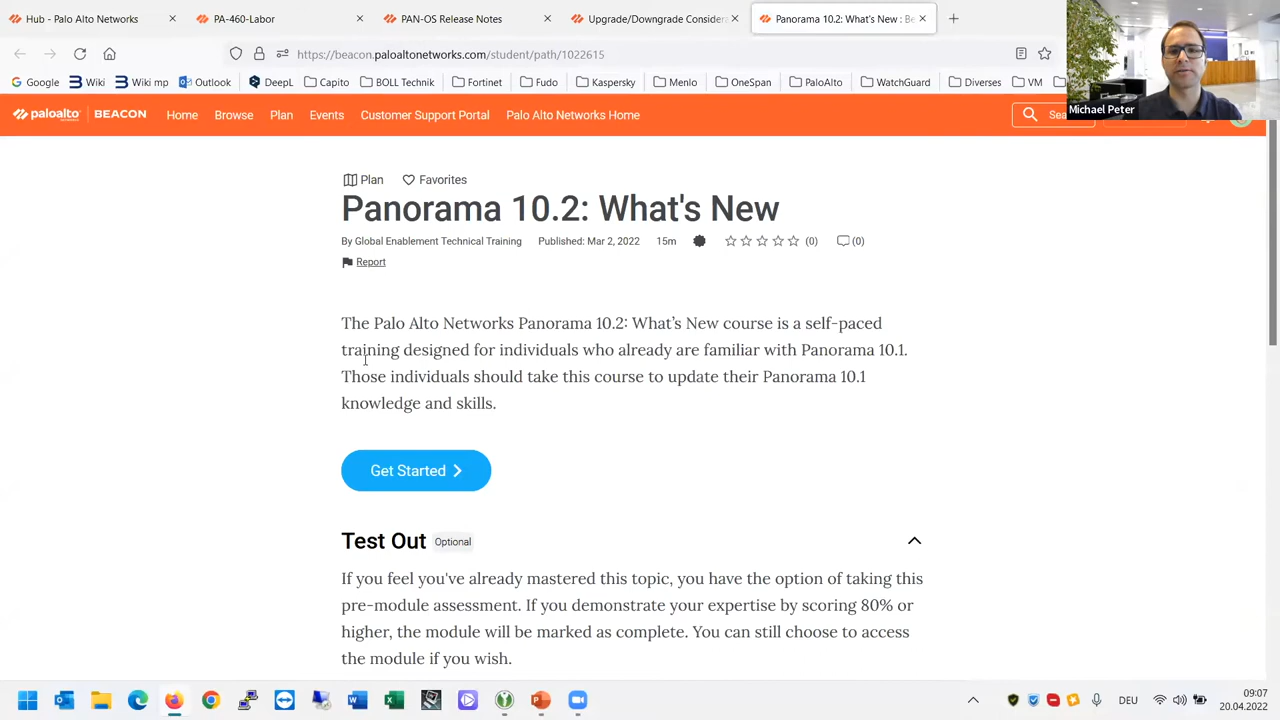 Hub - Palo Alto Networks
PA-460-Labor
PAN-OS Release Notes
Upgrade/Downgrade Considera
Panorama 10.2: What's New : Be
https://beacon.paloaltonetworks.com/student/path/1022615
Google
Wiki
Wiki mp
Outlook
DeepL
Capito
BOLL Technik
Fortinet
Fudo
Kaspersky
Menlo
OneSpan
PaloAlto
WatchGuard
Diverses
VM
Michael Peter
paloalto
BEACON
Home
Browse
Plan
Events
Customer Support Portal
Palo Alto Networks Home
Sea
Plan
Favorites
Panorama 10.2: What's New
By Global Enablement Technical Training
Published: Mar 2, 2022
15m
(0)
(0)
Report
The Palo Alto Networks Panorama 10.2: What's New course is a self-paced
training designed for individuals who already are familiar with Panorama 10.1.
Those individuals should take this course to update their Panorama 10.1
knowledge and skills.
Get Started
Test Out
Optional
If you feel you've already mastered this topic, you have the option of taking this
pre-module assessment. If you demonstrate your expertise by scoring 80% or
higher, the module will be marked as complete. You can still choose to access
the module if you wish.
DEU
09:07
20.04.2022